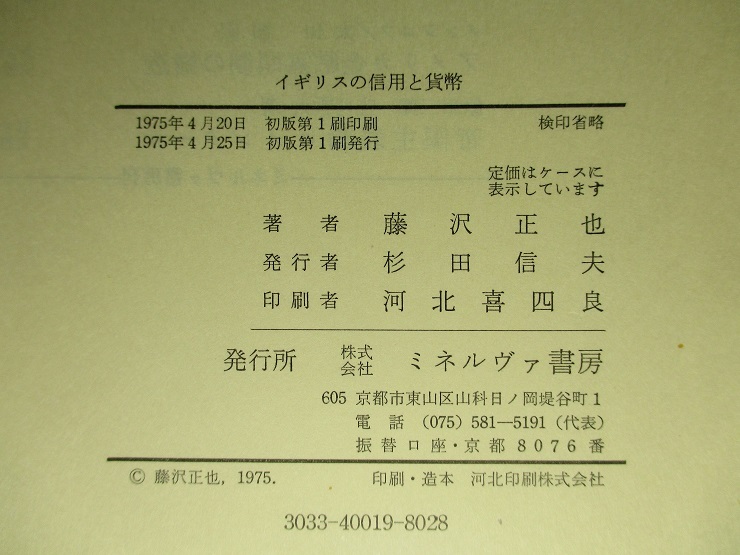 イギリスの信用と貨幣
1975年4月20日 初版第1刷印刷 検印省略
1975年4月25日 初版第1刷発行
定価はケースに
表示しています
著者 藤沢正也
発行者 杉田信夫
印刷者 河北喜四良
発行所 株式会社 ミネルヴァ書房
605 京都市東山区山科日ノ岡堤谷町1
電話 (075) 581—5191 (代表)
振替口座・京都8076番
© 藤沢正也, 1975. 印刷・造本 河北印刷株式会社
3033-40019-8028